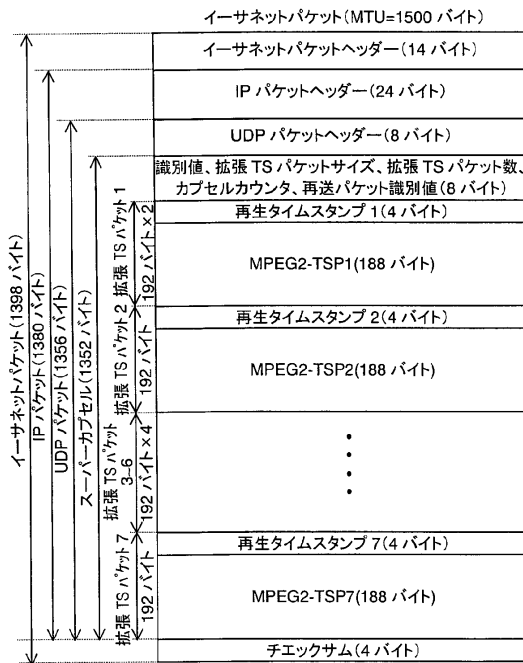 イーサネットパケット(MTU=1500 バイト)
イーサネットパケットヘッダー(14 バイト)
IP パケットヘッダー(24 バイト)
UDP パケットヘッダー(8 バイト)
識別値、拡張 TS パケットサイズ、拡張 TS パケット数、
カプセルカウンタ、再送パケット識別値(8 バイト)
再生タイムスタンプ 1(4 バイト)
MPEG2-TSP1(188 バイト)
再生タイムスタンプ 2(4 バイト)
MPEG2-TSP2(188 バイト)
再生タイムスタンプ 7(4 バイト)
MPEG2-TSP7(188 バイト)
チエックサム(4 バイト)
イーサネットパケット(1398 バイト)
IP パケット(1380 バイト)
UDP パケット(1356 バイト)
スーパーカプセル(1352 バイト)
拡張 TS パケット 1
192 バイト×2
拡張 TS パケット 2
192 バイト
拡張 TS パケット
3~6
192 バイト×4
拡張 TS パケット 7
192 バイト